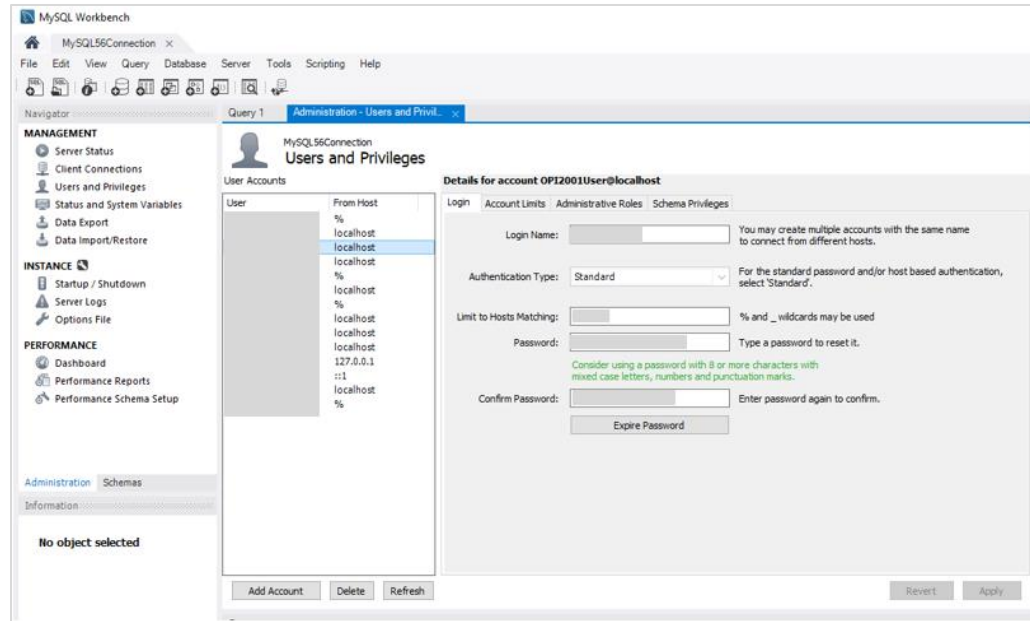 MySQL Workbench
MySQL56Connection ×
File Edit View Query Database Server Tools Scripting Help
Navigator
MANAGEMENT
Server Status
Client Connections
Users and Privileges
Status and System Variables
Data Export
Data Import/Restore
INSTANCE
Startup / Shutdown
Server Logs
Options File
PERFORMANCE
Dashboard
Performance Reports
Performance Schema Setup
Administration Schemas
Information
No object selected
Query 1 Administration - Users and Privil... ×
MySQL56Connection
Users and Privileges
User Accounts
User From Host
%
localhost
localhost
localhost
%
localhost
%
localhost
localhost
localhost
127.0.0.1
::1
localhost
%
Add Account Delete Refresh
Details for account OPI2001User@localhost
Login Account Limits Administrative Roles Schema Privileges
Login Name: You may create multiple accounts with the same name
to connect from different hosts.
Authentication Type: Standard For the standard password and/or host based authentication,
select 'Standard'.
Limit to Hosts Matching: % and _ wildcards may be used
Password: Type a password to reset it.
Consider using a password with 8 or more characters with
mixed case letters, numbers and punctuation marks.
Confirm Password: Enter password again to confirm.
Expire Password
Revert Apply